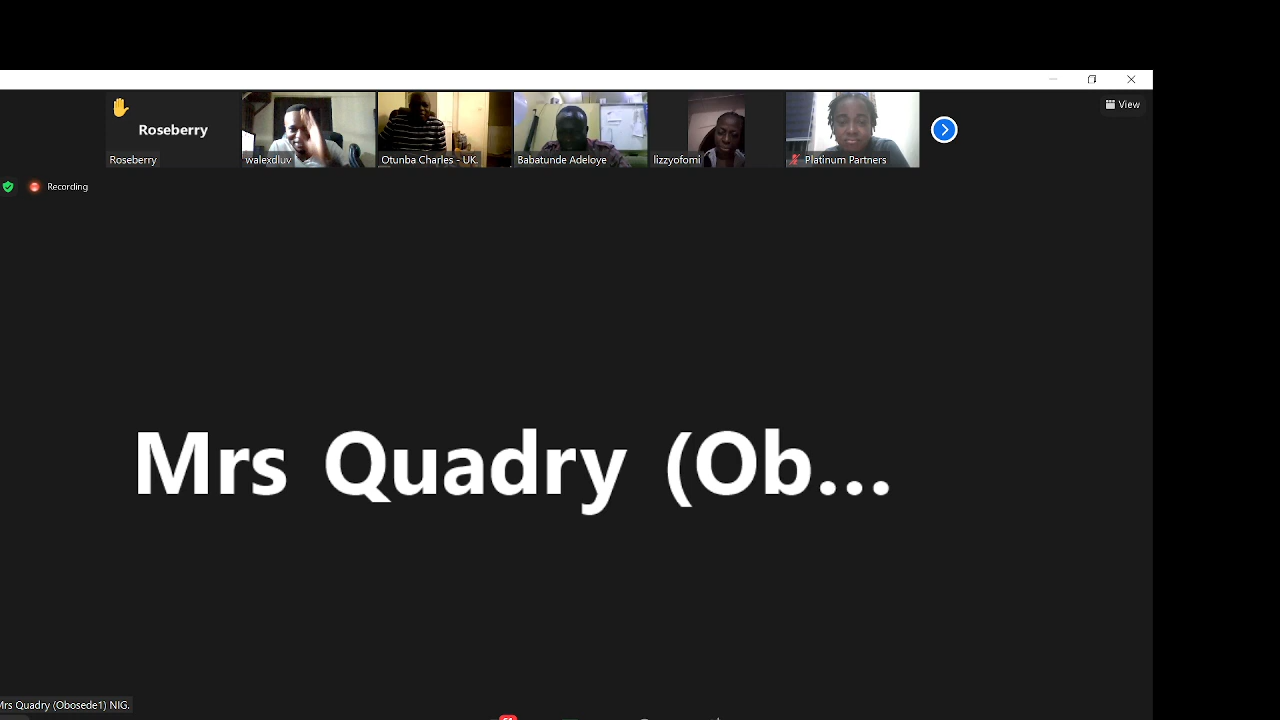 View
Roseberry
Roseberry
walexdluv
Otunba Charles - UK.
Babatunde Adeloye
lizzyofomi
Platinum Partners
Recording
Mrs Quadry (Ob...
Mrs Quadry (Obosede1) NIG.